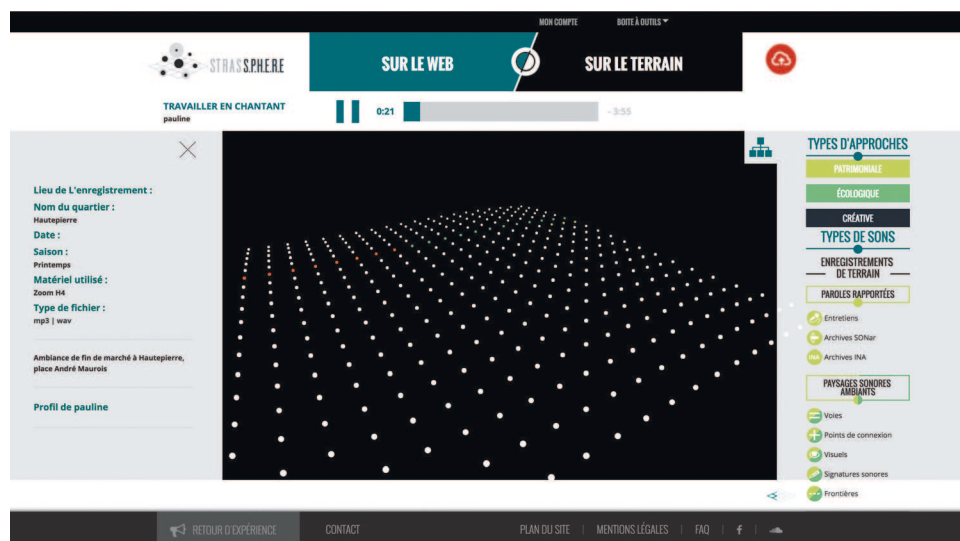 MON COMPTE
BOITE À OUTILS
STRASS.P.H.E.R.E
SUR LE WEB
SUR LE TERRAIN
TRAVAILLER EN CHANTANT
pauline
0:21
- 3:55
Lieu de L'enregistrement :
Nom du quartier :
Hautepierre
Date :
Saison :
Printemps
Matériel utilisé :
Zoom H4
Type de fichier :
mp3 | wav
Ambiance de fin de marché à Hautepierre,
place André Maurois
Profil de pauline
TYPES D'APPROCHES
PATRIMONIALE
ÉCOLOGIQUE
CRÉATIVE
TYPES DE SONS
ENREGISTREMENTS
DE TERRAIN
PAROLES RAPPORTÉES
Entretiens
Archives SONar
INA Archives INA
PAYSAGES SONORES
AMBIANTS
Voies
Points de connexion
Visuels
Signatures sonores
Frontières
RETOUR D'EXPÉRIENCE
CONTACT
PLAN DU SITE | MENTIONS LÉGALES | FAQ | f |